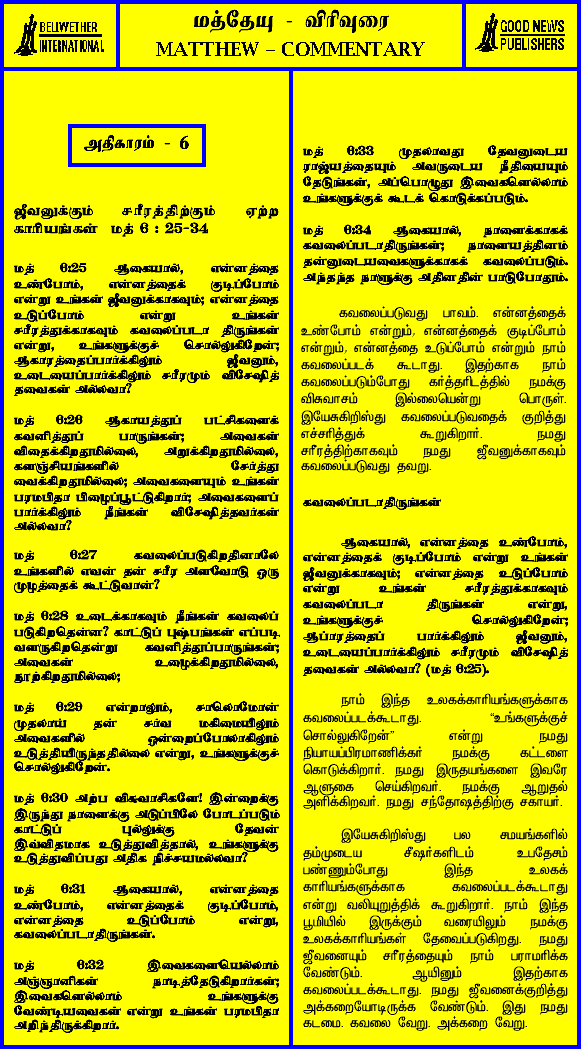 BELLWETHER
INTERNATIONAL
மத்தேயு - விரிவுரை
MATTHEW – COMMENTARY
GOOD NEWS
PUBLISHERS
அதிகாரம் - 6
ஜீவனுக்கும் சரீரத்திற்கும் ஏற்ற
காரியங்கள் மத் 6 : 25-34
மத் 6:25 ஆகையால், என்னத்தை
உண்போம், என்னத்தைக் குடிப்போம்
என்று உங்கள் ஜீவனுக்காகவும்; என்னத்தை
உடுப்போம் என்று உங்கள்
சரீரத்துக்காகவும் கவலைப்படா திருங்கள்
என்று, உங்களுக்குச் சொல்லுகிறேன்;
ஆகாரத்தைப்பார்க்கிலும் ஜீவனும்,
உடையைப்பார்க்கிலும் சரீரமும் விசேஷித்
தவைகள் அல்லவா?
மத் 6:26 ஆகாயத்துப் பட்சிகளைக்
கவனித்துப் பாருங்கள்; அவைகள்
விதைக்கிறதுமில்லை, அறுக்கிறதுமில்லை,
களஞ்சியங்களில் சேர்த்து
வைக்கிறதுமில்லை; அவைகளையும் உங்கள்
பரமபிதா பிழைப்பூட்டுகிறார்; அவைகளைப்
பார்க்கிலும் நீங்கள் விசேஷித்தவர்கள்
அல்லவா?
மத் 6:27 கவலைப்படுகிறதினாலே
உங்களில் எவன் தன் சரீர அளவோடு ஒரு
முழத்தைக் கூட்டுவான்?
மத் 6:28 உடைக்காகவும் நீங்கள் கவலைப்
படுகிறதென்ன? காட்டுப் புஷ்பங்கள் எப்படி
வளருகிறதென்று கவனித்துப்பாருங்கள்;
அவைகள் உழைக்கிறதுமில்லை,
நூற்கிறதுமில்லை;
மத் 6:29 என்றாலும், சாலொமோன்
முதலாய் தன் சர்வ மகிமையிலும்
அவைகளில் ஒன்றைப்போலாகிலும்
உடுத்தியிருந்ததில்லை என்று, உங்களுக்குச்
சொல்லுகிறேன்.
மத் 6:30 அற்ப விசுவாசிகளே! இன்றைக்கு
இருந்து நாளைக்கு அடுப்பிலே போடப்படும்
காட்டுப் புல்லுக்கு தேவன்
இவ்விதமாக உடுத்துவித்தால், உங்களுக்கு
உடுத்துவிப்பது அதிக நிச்சயமல்லவா?
மத் 6:31 ஆகையால், என்னத்தை
உண்போம், என்னத்தைக் குடிப்போம்,
என்னத்தை உடுப்போம் என்று,
கவலைப்படாதிருங்கள்.
மத் 6:32 இவைகளையெல்லாம்
அஞ்ஞானிகள் நாடித்தேடுகிறார்கள்;
இவைகளெல்லாம் உங்களுக்கு
வேண்டியவைகள் என்று உங்கள் பரமபிதா
அறிந்திருக்கிறார்.
மத் 6:33 முதலாவது தேவனுடைய
ராஜ்யத்தையும் அவருடைய நீதியையும்
தேடுங்கள், அப்பொழுது இவைகளெல்லாம்
உங்களுக்குக் கூடக் கொடுக்கப்படும்.
மத் 6:34 ஆகையால், நாளைக்காகக்
கவலைப்படாதிருங்கள்; நாளையத்தினம்
தன்னுடையவைகளுக்காகக் கவலைப்படும்.
அந்தந்த நாளுக்கு அதினதின் பாடுபோதும்.
கவலைப்படுவது பாவம். என்னத்தைக்
உண்போம் என்றும், என்னத்தைக் குடிப்போம்
என்றும், என்னத்தை உடுப்போம் என்றும் நாம்
கவலைபடக் கூடாது. இதற்காக நாம்
கவலைப்படும்போது கர்த்தரிடத்தில் நமக்கு
விசுவாசம் இல்லையென்று பொருள்.
இயேசுகிறிஸ்து கவலைப்படுவதைக் குறித்து
எச்சரித்துக் கூறுகிறார். நமது
சரீரத்திற்காகவும் நமது ஜீவனுக்காகவும்
கவலைப்படுவது தவறு.
கவலைப்படாதிருங்கள்
ஆகையால், என்னத்தை உண்போம்,
என்னத்தைக் குடிப்போம் என்று உங்கள்
ஜீவனுக்காகவும்; என்னத்தை உடுப்போம்
என்று உங்கள் சரீரத்துக்காகவும்
கவலைப்படா திருங்கள் என்று,
உங்களுக்குச் சொல்லுகிறேன்;
ஆகாரத்தைப் பார்க்கிலும் ஜீவனும்,
உடையைப்பார்க்கிலும் சரீரமும் விசேஷித்
தவைகள் அல்லவா? (மத் 6:25).
நாம் இந்த உலககாரியங்களுக்காக
கவலைப்படக்கூடாது. “உங்களுக்குச்
சொல்லுகிறேன்” என்று நமது
நியாயப்பிரமாணிக்கர் நமக்கு கட்டளை
கொடுக்கிறார். நமது இருதயங்களை இவரே
ஆளுகை செய்கிறவர். நமக்கு ஆறுதல்
அளிக்கிறவர். நமது சந்தோஷத்திற்கு சகாயர்.
இயேசுகிறிஸ்து பல சமயங்களில்
தம்முடைய சீஷர்களிடம் உபதேசம்
பண்ணும்போது இந்த உலகக்
காரியங்களுக்காக கவலைப்படக்கூடாது
என்று வலியுறுத்திக் கூறுகிறார். நாம் இந்த
பூமியில் இருக்கும் வரையிலும் நமக்கு
உலககாரியங்கள் தேவைப்படுகிறது. நமது
ஜீவனையும் சரீரத்தையும் நாம் பராமரிக்க
வேண்டும். ஆயினும் இதற்காக
கவலைப்படக்கூடாது. நமது ஜீவனைக்குறித்து
அக்கறையோடிருக்க வேண்டும். இது நமது
கடமை. கவலை வேறு. அக்கறை வேறு.